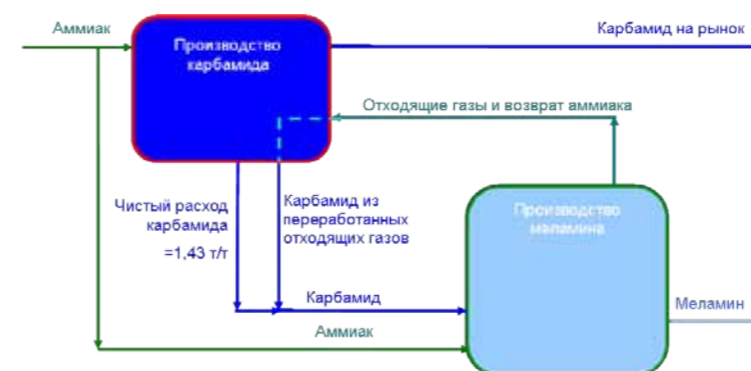 Аммиак
Карбамид на рынок
Производство
карбамида
Отходящие газы и возврат аммиака
Чистый расход
карбамида
=1,43 т/т
Карбамид из
переработанных
отходящих газов
Производство
меламина
Карбамид
Меламин
Аммиак